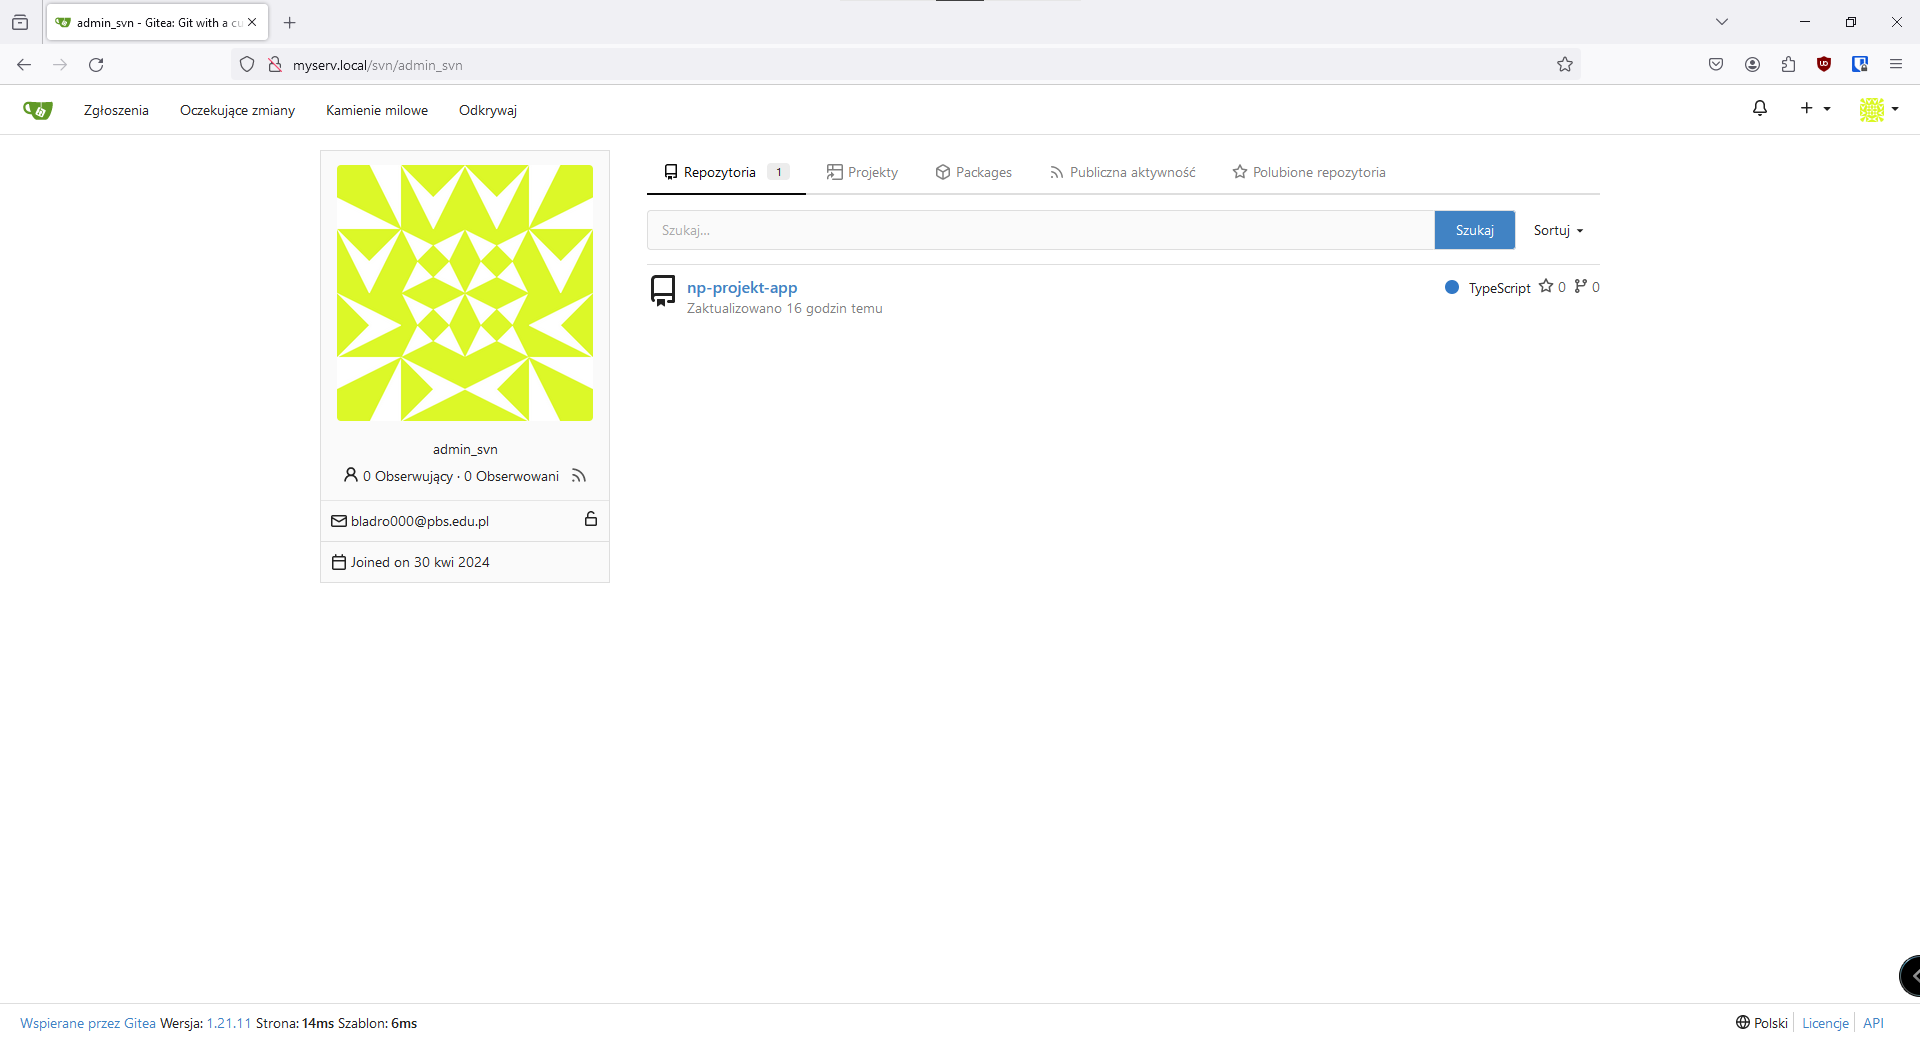 admin_svn - Gitea: Git with a cu
myserv.local/svn/admin_svn
Zgłoszenia Oczekujące zmiany Kamienie milowe Odkrywaj
Repozytoria 1 Projekty Packages Publiczna aktywność Polubione repozytoria
Szukaj... Szukaj Sortuj
np-projekt-app TypeScript 0 0
Zaktualizowano 16 godzin temu
admin_svn
0 Obserwujący · 0 Obserwowani
bladro000@pbs.edu.pl
Joined on 30 kwi 2024
Wspierane przez Gitea Wersja: 1.21.11 Strona: 14ms Szablon: 6ms Polski Licencje API